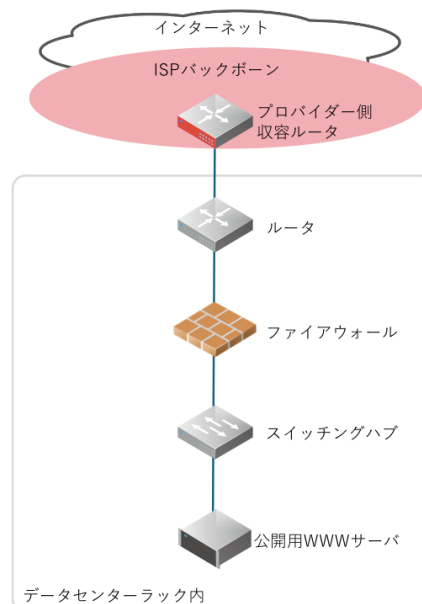 インターネット
ISPバックボーン
プロバイダー側
収容ルータ
ルータ
ファイアウォール
スイッチングハブ
公開用WWWサーバ
データセンターラック内